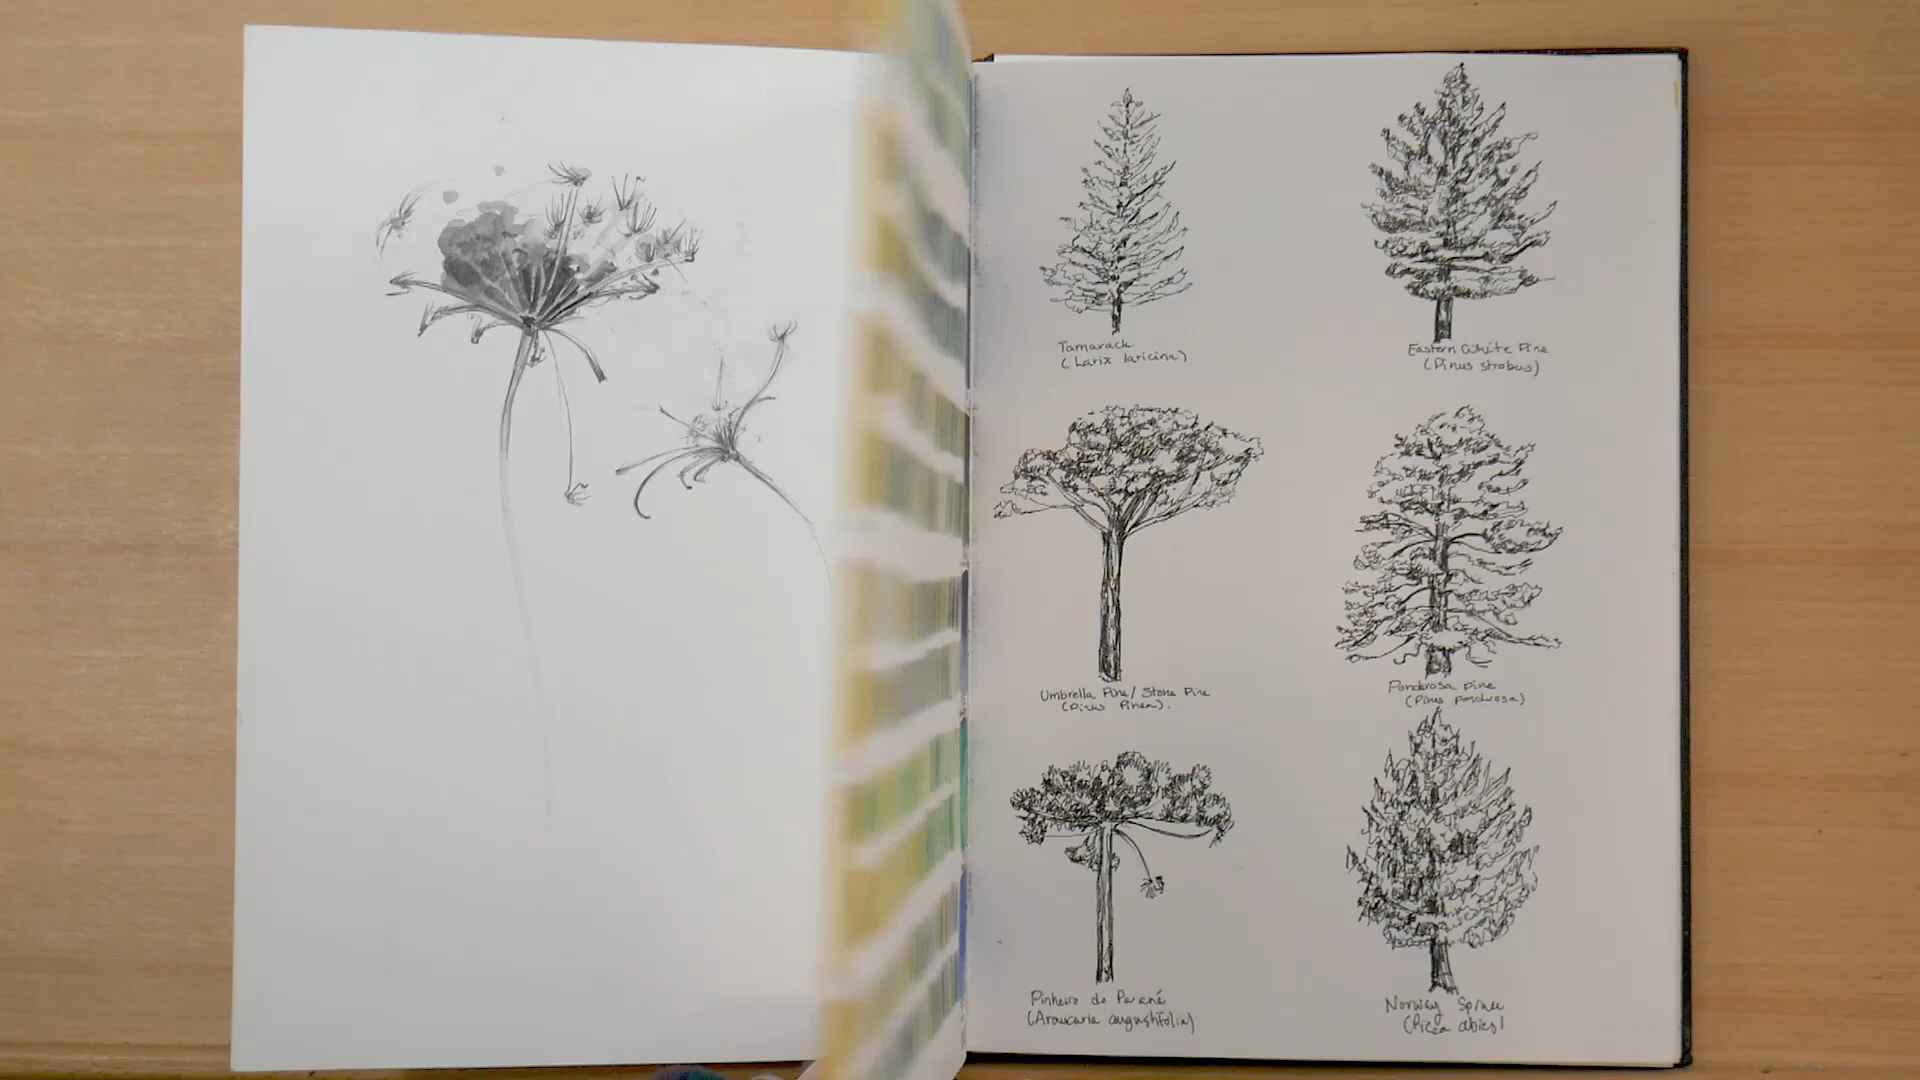 Tamarack
(Larix laricina)
Eastern White Pine
(Pinus strobus)
Umbrella Pine/ Stone Pine
(Pinus Pinea).
Ponderosa pine
(Pinus ponderosa)
Pinheiro do Paraná
(Araucaria angustifolia)
Norway Spruce
(Picea abies)